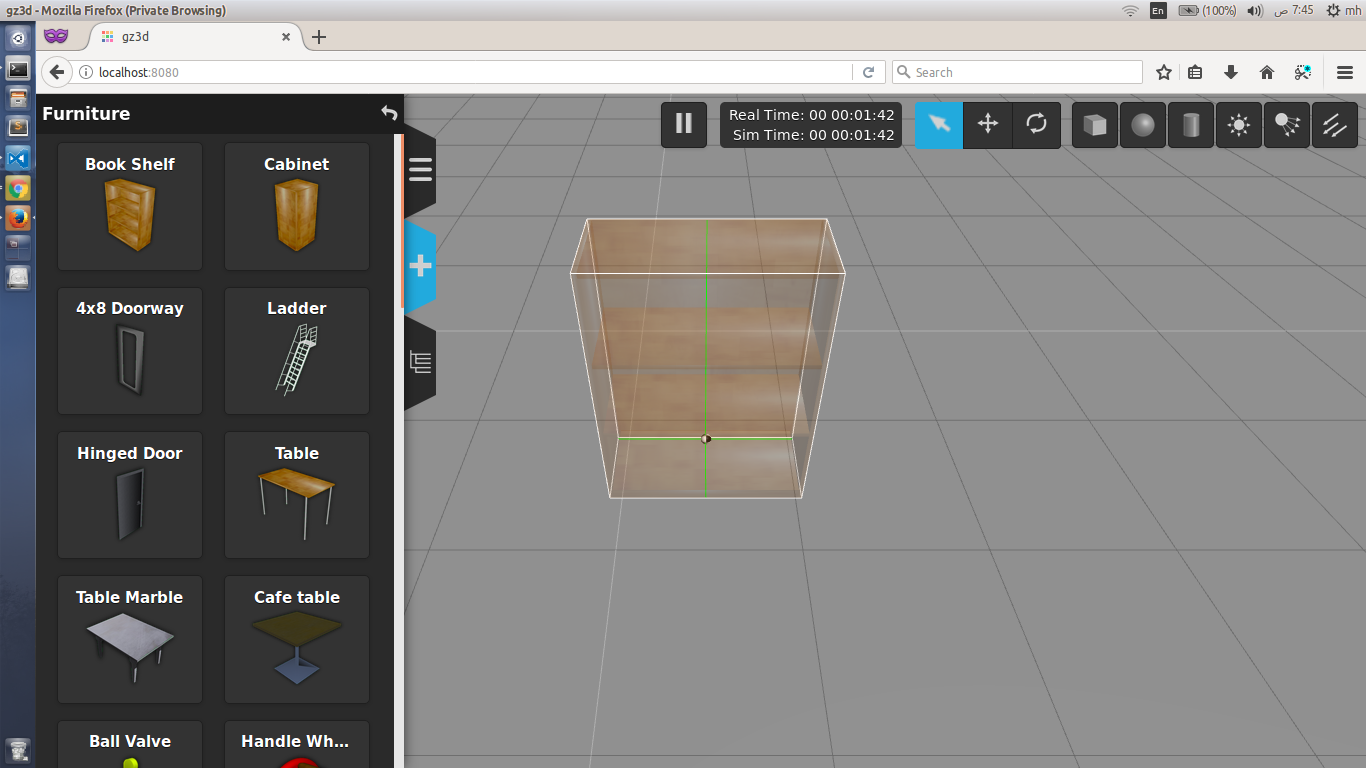 gz3d - Mozilla Firefox (Private Browsing)
En
(100%)
7:45 ص
mh
gz3d
localhost:8080
Search
Furniture
Real Time: 00 00:01:42
Sim Time: 00 00:01:42
Book Shelf
Cabinet
4x8 Doorway
Ladder
Hinged Door
Table
Table Marble
Cafe table
Ball Valve
Handle Wh...